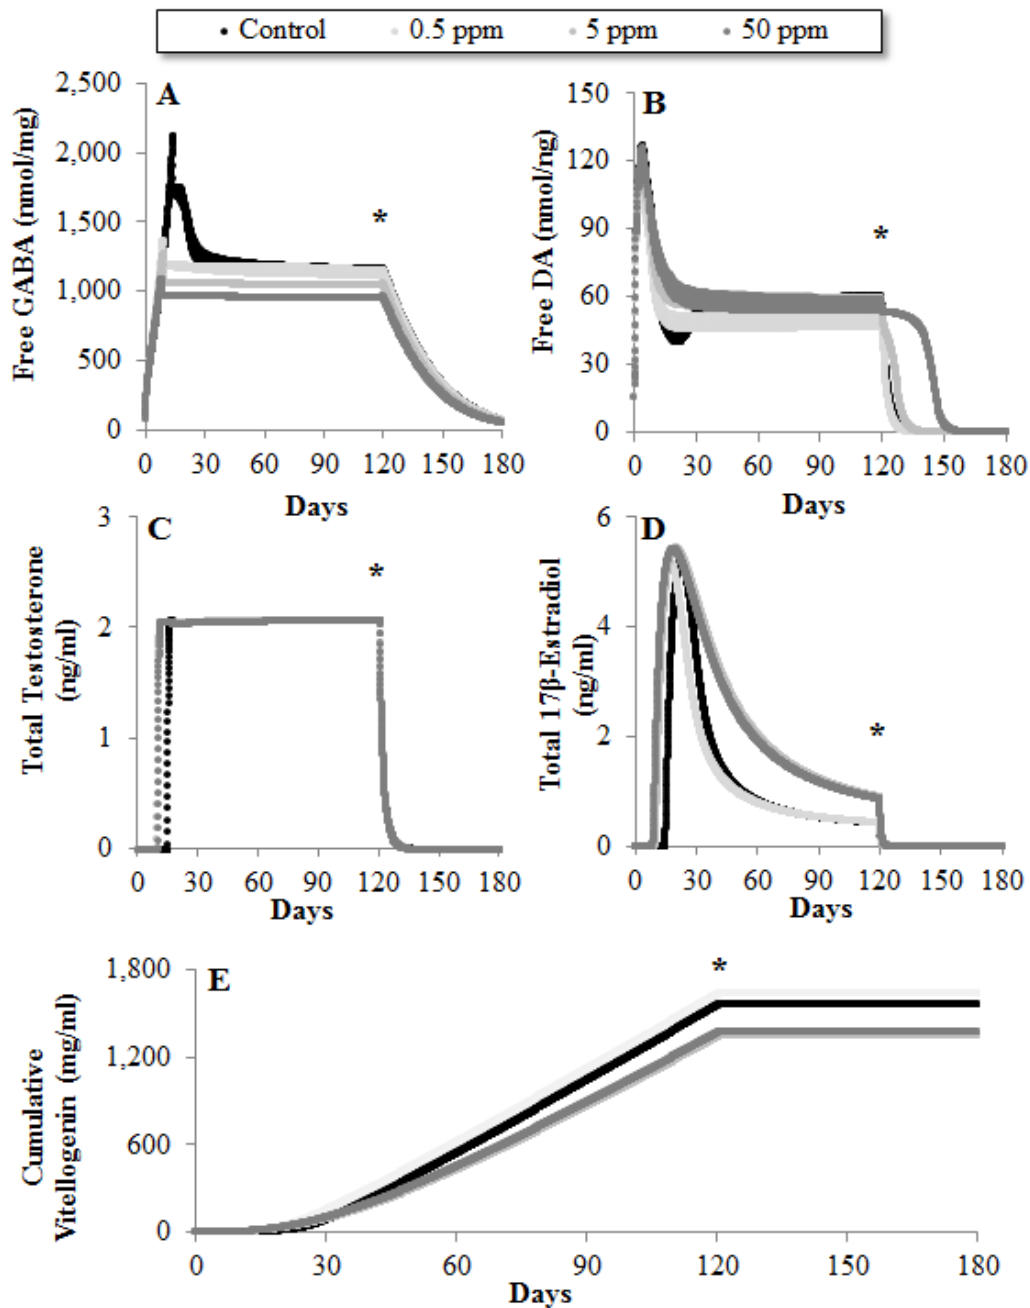 Control 0.5 ppm 5 ppm 50 ppm
A
Free GABA (nmol/mg)
2,500
2,000
1,500
1,000
500
0
*
0 30 60 90 120 150 180
Days
B
Free DA (nmol/ng)
150
120
90
60
30
0
*
0 30 60 90 120 150 180
Days
C
Total Testosterone
(ng/ml)
3
2
1
0
*
0 30 60 90 120 150 180
Days
D
Total 17β-Estradiol
(ng/ml)
6
4
2
0
*
0 30 60 90 120 150 180
Days
E
Cumulative
Vitellogenin (mg/ml)
1,800
1,200
600
0
*
0 30 60 90 120 150 180
Days